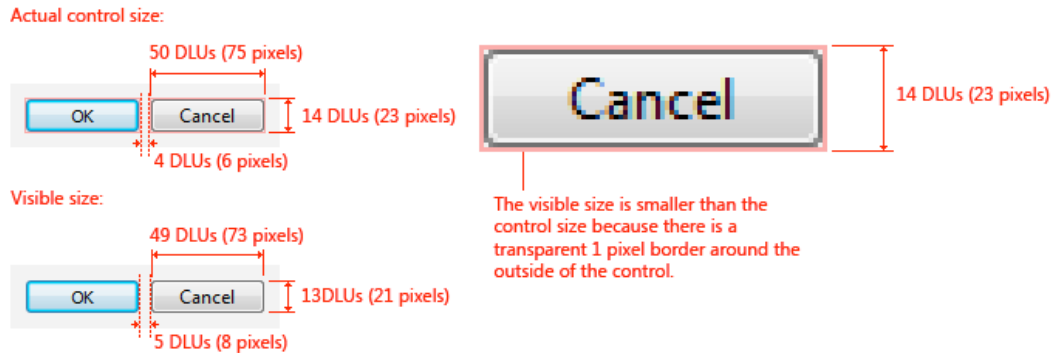 Actual control size:
50 DLUs (75 pixels)
OK
Cancel
14 DLUs (23 pixels)
4 DLUs (6 pixels)
Visible size:
49 DLUs (73 pixels)
OK
Cancel
13DLUs (21 pixels)
5 DLUs (8 pixels)
Cancel
14 DLUs (23 pixels)
The visible size is smaller than the
control size because there is a
transparent 1 pixel border around the
outside of the control.